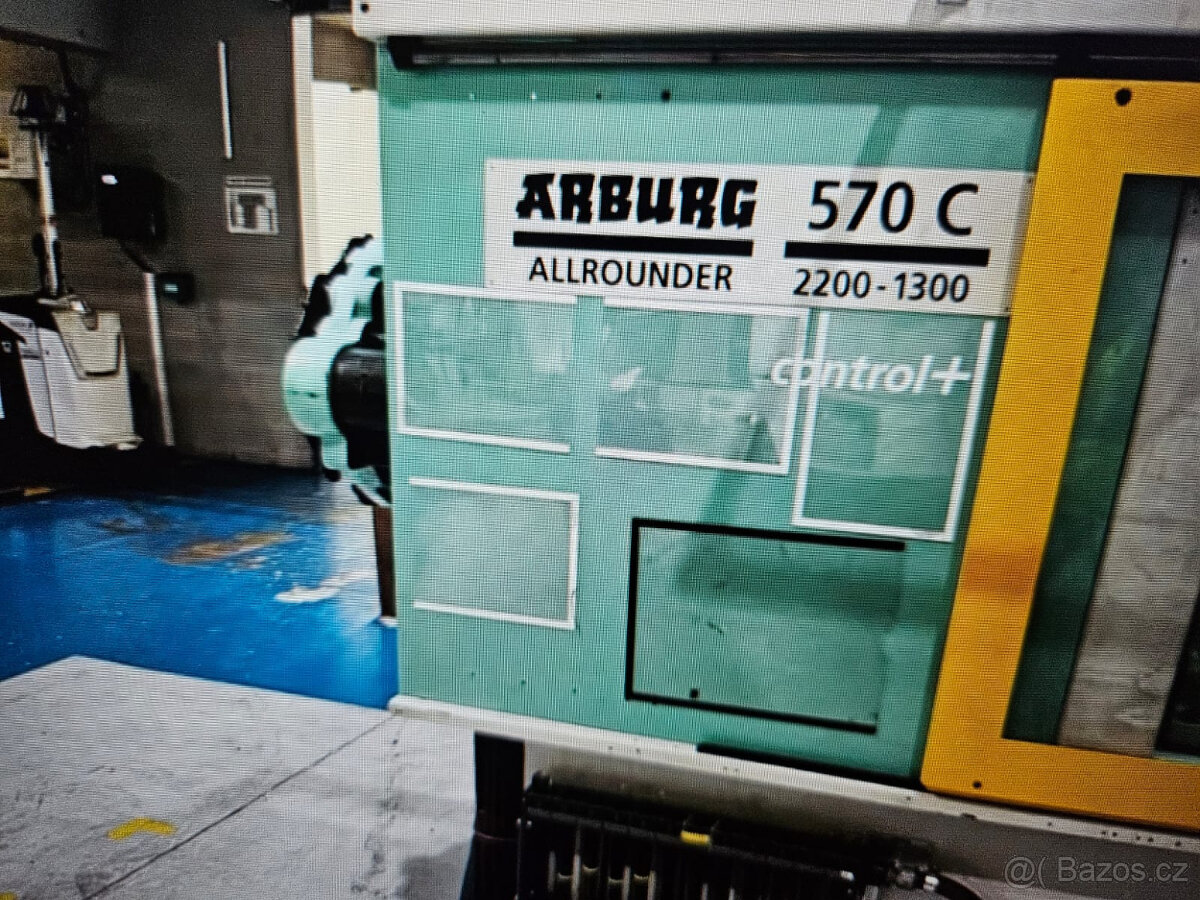 ARBURG 570 C
ALLROUNDER 2200-1300
control+
@( Bazos.cz